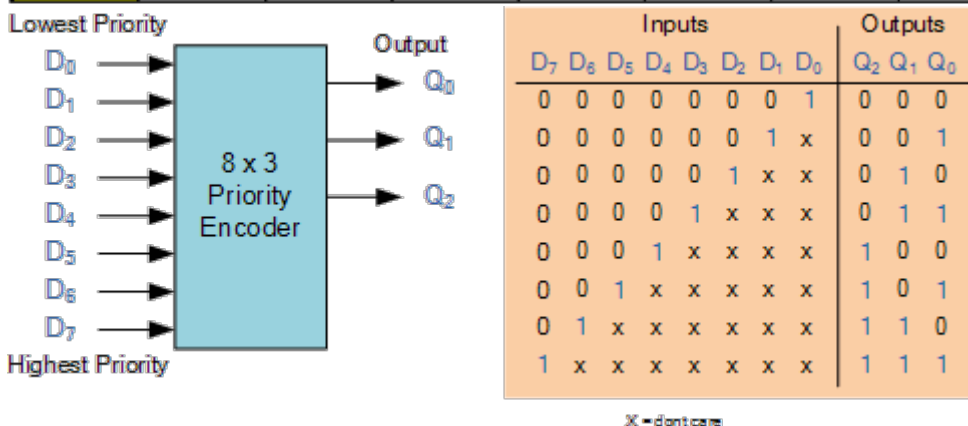 Lowest Priority
D0
D1
D2
D3
D4
D5
D6
D7
Highest Priority
8 x 3
Priority
Encoder
Output
Q0
Q1
Q2
Inputs Outputs
D7 D6 D5 D4 D3 D2 D1 D0 Q2 Q1 Q0
0 0 0 0 0 0 0 1 0 0 0
0 0 0 0 0 0 1 x 0 0 1
0 0 0 0 0 1 x x 0 1 0
0 0 0 0 1 x x x 0 1 1
0 0 0 1 x x x x 1 0 0
0 0 1 x x x x x 1 0 1
0 1 x x x x x x 1 1 0
1 x x x x x x x 1 1 1
X = dont care